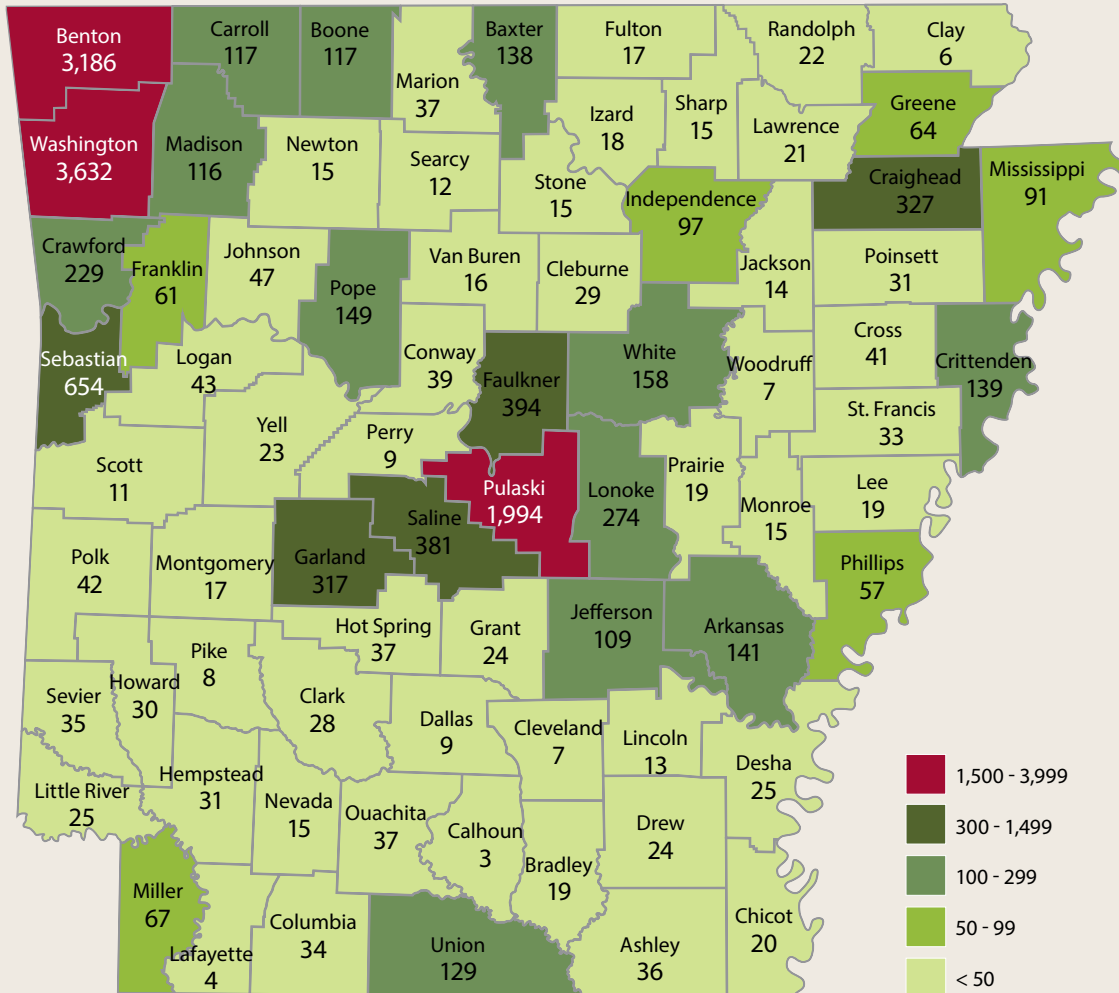 Benton
3,186
Carroll
117
Boone
117
Marion
37
Baxter
138
Fulton
17
Randolph
22
Clay
6
Washington
3,632
Madison
116
Newton
15
Searcy
12
Stone
15
Izard
18
Sharp
15
Lawrence
21
Greene
64
Independence
97
Craighead
327
Mississippi
91
Crawford
229
Franklin
61
Johnson
47
Pope
149
Van Buren
16
Cleburne
29
Jackson
14
Poinsett
31
Sebastian
654
Logan
43
Conway
39
Faulkner
394
White
158
Woodruff
7
Cross
41
Crittenden
139
Yell
23
Perry
9
St. Francis
33
Scott
11
Saline
381
Pulaski
1,994
Lonoke
274
Prairie
19
Monroe
15
Lee
19
Polk
42
Montgomery
17
Garland
317
Phillips
57
Hot Spring
37
Grant
24
Jefferson
109
Arkansas
141
Sevier
35
Howard
30
Pike
8
Clark
28
Dallas
9
Cleveland
7
Lincoln
13
Desha
25
Little River
25
Hempstead
31
Nevada
15
Ouachita
37
Calhoun
3
Bradley
19
Drew
24
Miller
67
Lafayette
4
Columbia
34
Union
129
Ashley
36
Chicot
20
1,500 - 3,999
300 - 1,499
100 - 299
50 - 99
< 50